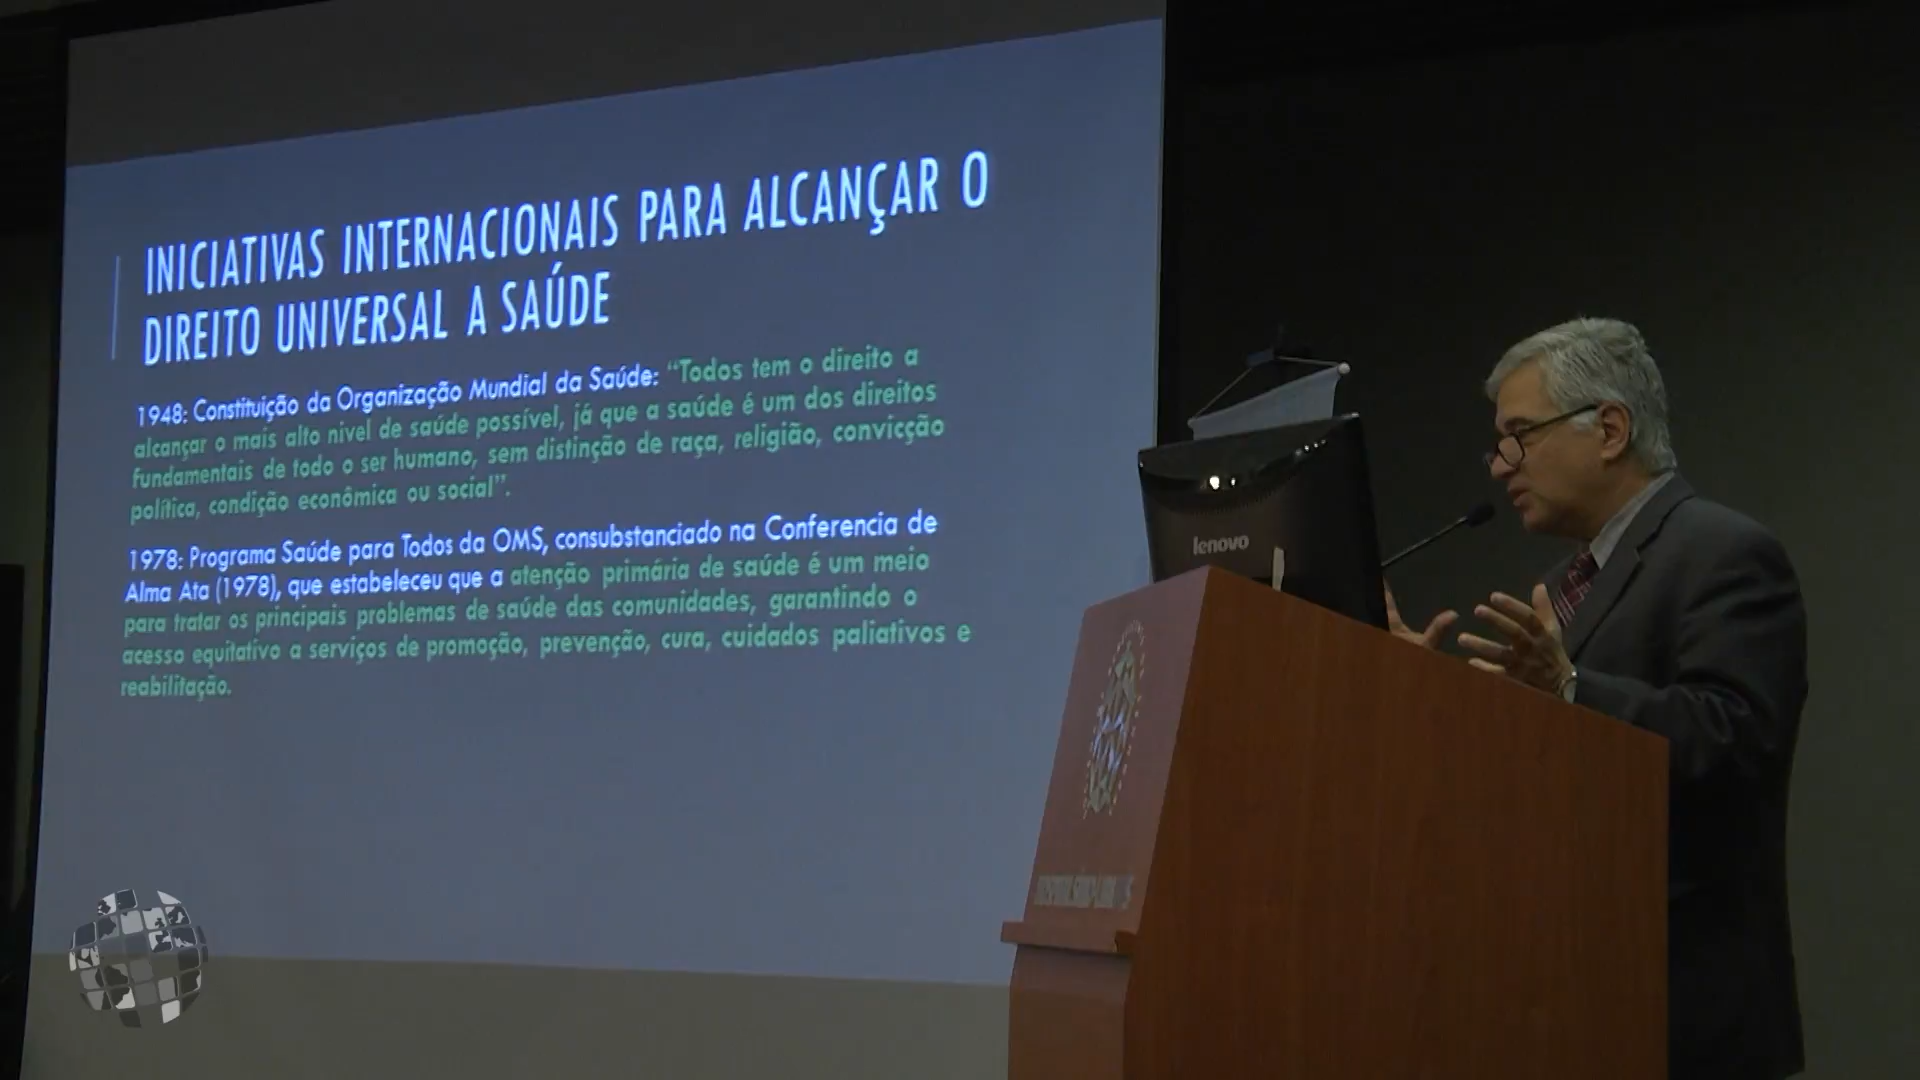 INICIATIVAS INTERNACIONAIS PARA ALCANÇAR O
DIREITO UNIVERSAL A SAÚDE
1948: Constituição da Organização Mundial da Saúde: “Todos tem o direito a
alcançar o mais alto nivel de saúde possível, já que a saúde é um dos direitos
fundamentais de todo o ser humano, sem distinção de raça, religião, convicção
política, condição econômica ou social”.
1978: Programa Saúde para Todos da OMS, consubstanciado na Conferencia de
Alma Ata (1978), que estabeleceu que a atenção primária de saúde é um meio
para tratar os principais problemas de saúde das comunidades, garantindo o
acesso equitativo a serviços de promoção, prevenção, cura, cuidados paliativos e
reabilitação.
lenovo